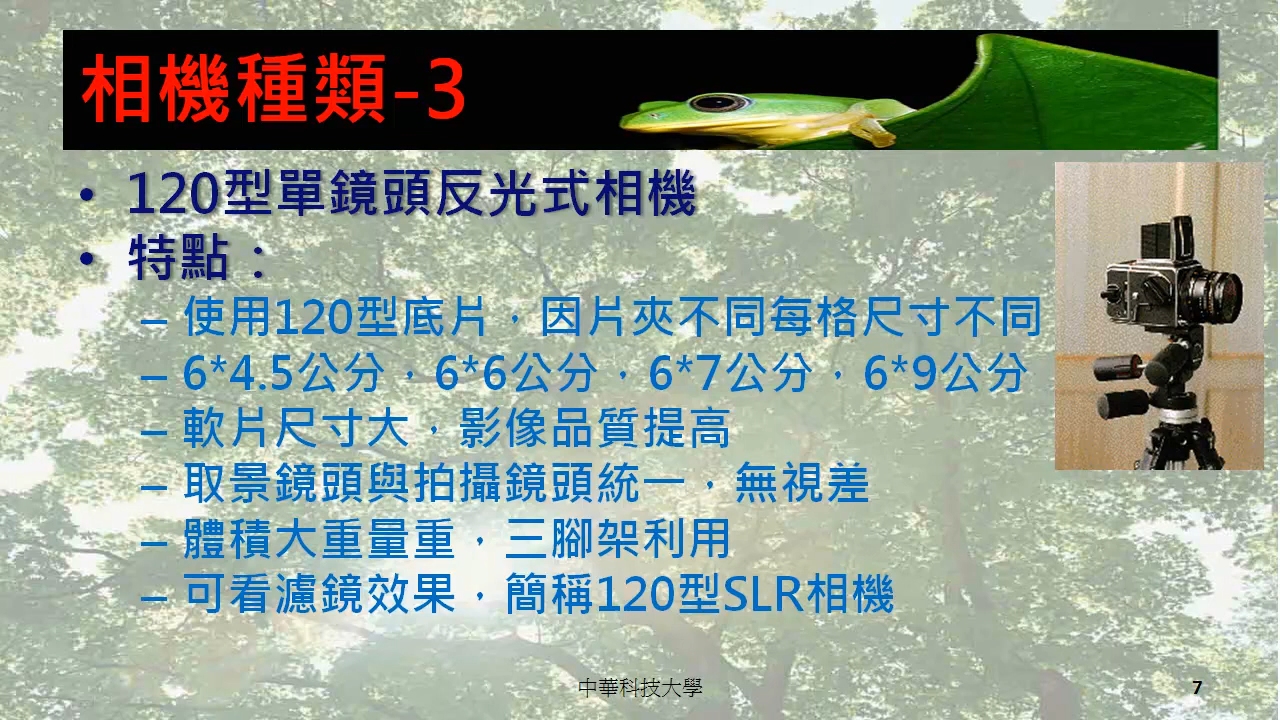 相機種類-3
• 120型單鏡頭反光式相機
• 特點：
– 使用120型底片，因片夾不同每格尺寸不同
– 6*4.5公分，6*6公分，6*7公分，6*9公分
– 軟片尺寸大，影像品質提高
– 取景鏡頭與拍攝鏡頭統一，無視差
– 體積大重量重，三腳架利用
– 可看濾鏡效果，簡稱120型SLR相機
中華科技大學
7